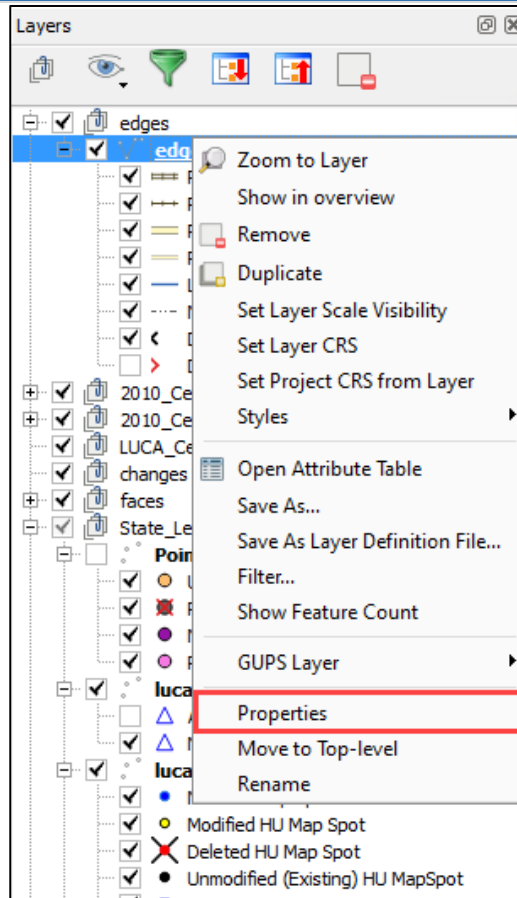 Layers
edges
edg
Zoom to Layer
Show in overview
Remove
Duplicate
Set Layer Scale Visibility
Set Layer CRS
2010_Ce
Set Project CRS from Layer
2010_Ce
Styles
LUCA_Ce
changes
Open Attribute Table
faces
Save As...
State_Le
Save As Layer Definition File...
Poin
Filter...
Show Feature Count
GUPS Layer
luca
Properties
Move to Top-level
luca
Rename
Modified HU Map Spot
Deleted HU Map Spot
Unmodified (Existing) HU MapSpot